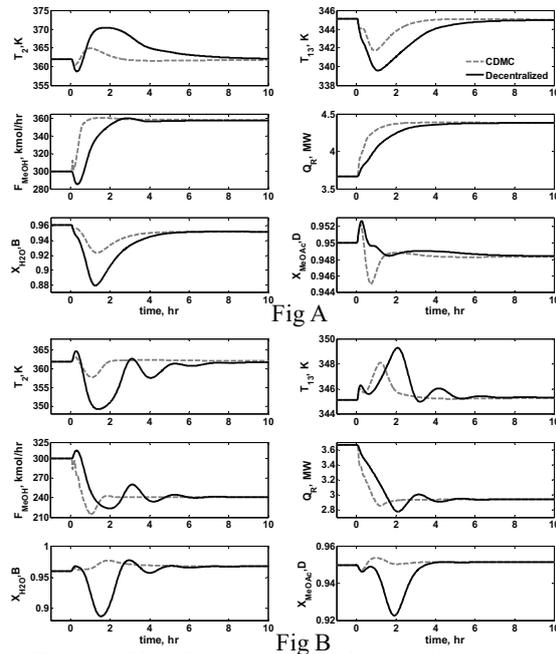 T2,K
375 370 365 360 355
0 2 4 6 8 10
T13,K
346 344 342 340 338
CDMC
Decentralized
0 2 4 6 8 10
FMeOH, kmol/hr
360 340 320 300 280
0 2 4 6 8 10
QR, MW
4.5 4 3.5
0 2 4 6 8 10
XH2O,B
0.96 0.94 0.92 0.9 0.88
0 2 4 6 8 10
time, hr
XMeOAc,D
0.952 0.95 0.948 0.946 0.944
0 2 4 6 8 10
time, hr
Fig A
T2,K
365 360 355 350
0 2 4 6 8 10
T13, K
350 348 346 344
0 2 4 6 8 10
FMeOH, kmol/hr
325 300 270 240 210
0 2 4 6 8 10
QR, MW
3.6 3.4 3.2 3 2.8
0 2 4 6 8 10
XH2O,B
1 0.95 0.9
0 2 4 6 8 10
time, hr
XMeOAc,D
0.96 0.94 0.92
0 2 4 6 8 10
time, hr
Fig B